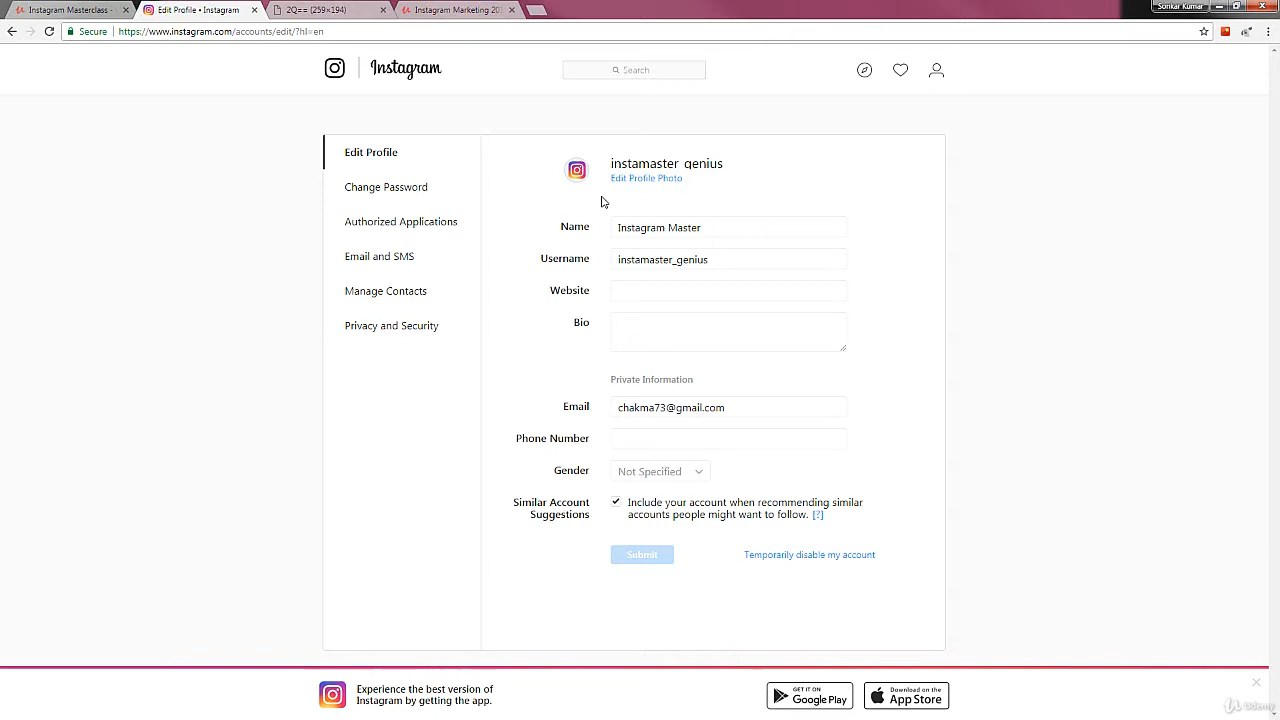 Instagram Masterclass -
Edit Profile • Instagram
2Q== (259×194)
Instagram Marketing 20
Sonkar Kumar
Secure
https://www.instagram.com/accounts/edit/?hl=en
Instagram
Search
Edit Profile
Change Password
Authorized Applications
Email and SMS
Manage Contacts
Privacy and Security
instamaster_genius
Edit Profile Photo
Name
Instagram Master
Username
instamaster_genius
Website
Bio
Private Information
Email
chakma73@gmail.com
Phone Number
Gender
Not Specified
Similar Account
Suggestions
Include your account when recommending similar
accounts people might want to follow. [?]
Submit
Temporarily disable my account
Experience the best version of
Instagram by getting the app.
GET IT ON
Google Play
Download on the
App Store
Udemy